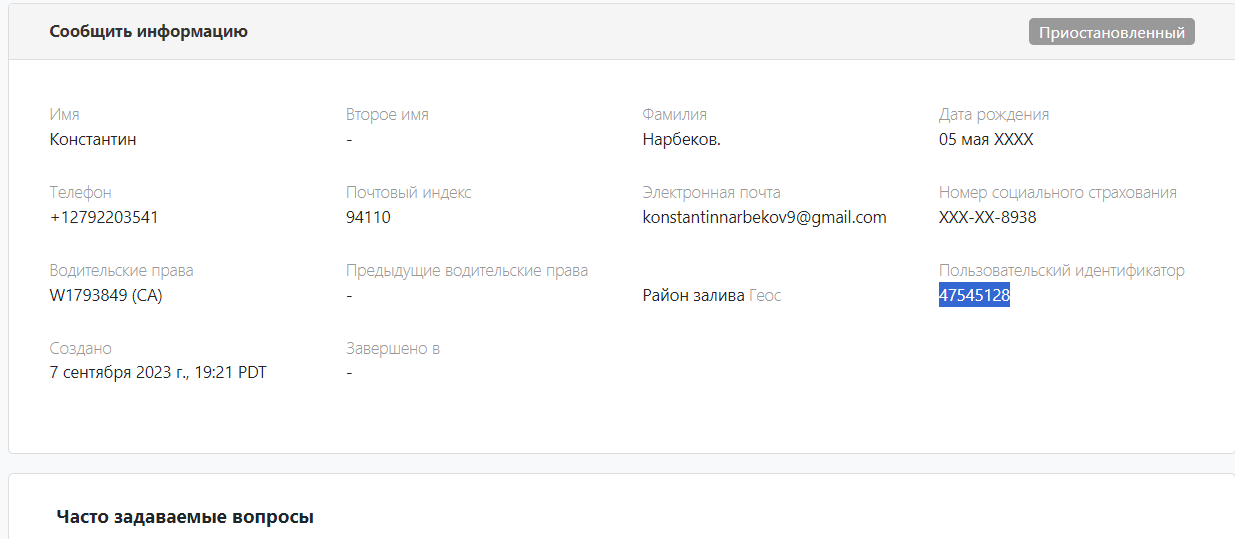 Сообщить информацию
Приостановленный
Имя Второе имя Фамилия Дата рождения
Константин - Нарбеков. 05 мая XXXX
Телефон Почтовый индекс Электронная почта Номер социального страхования
+12792203541 94110 konstantinnarbekov9@gmail.com XXX-XX-8938
Водительские права Предыдущие водительские права Пользовательский идентификатор
W1793849 (CA) - Район залива Геос 47545128
Создано Завершено в
7 сентября 2023 г., 19:21 PDT -
Часто задаваемые вопросы